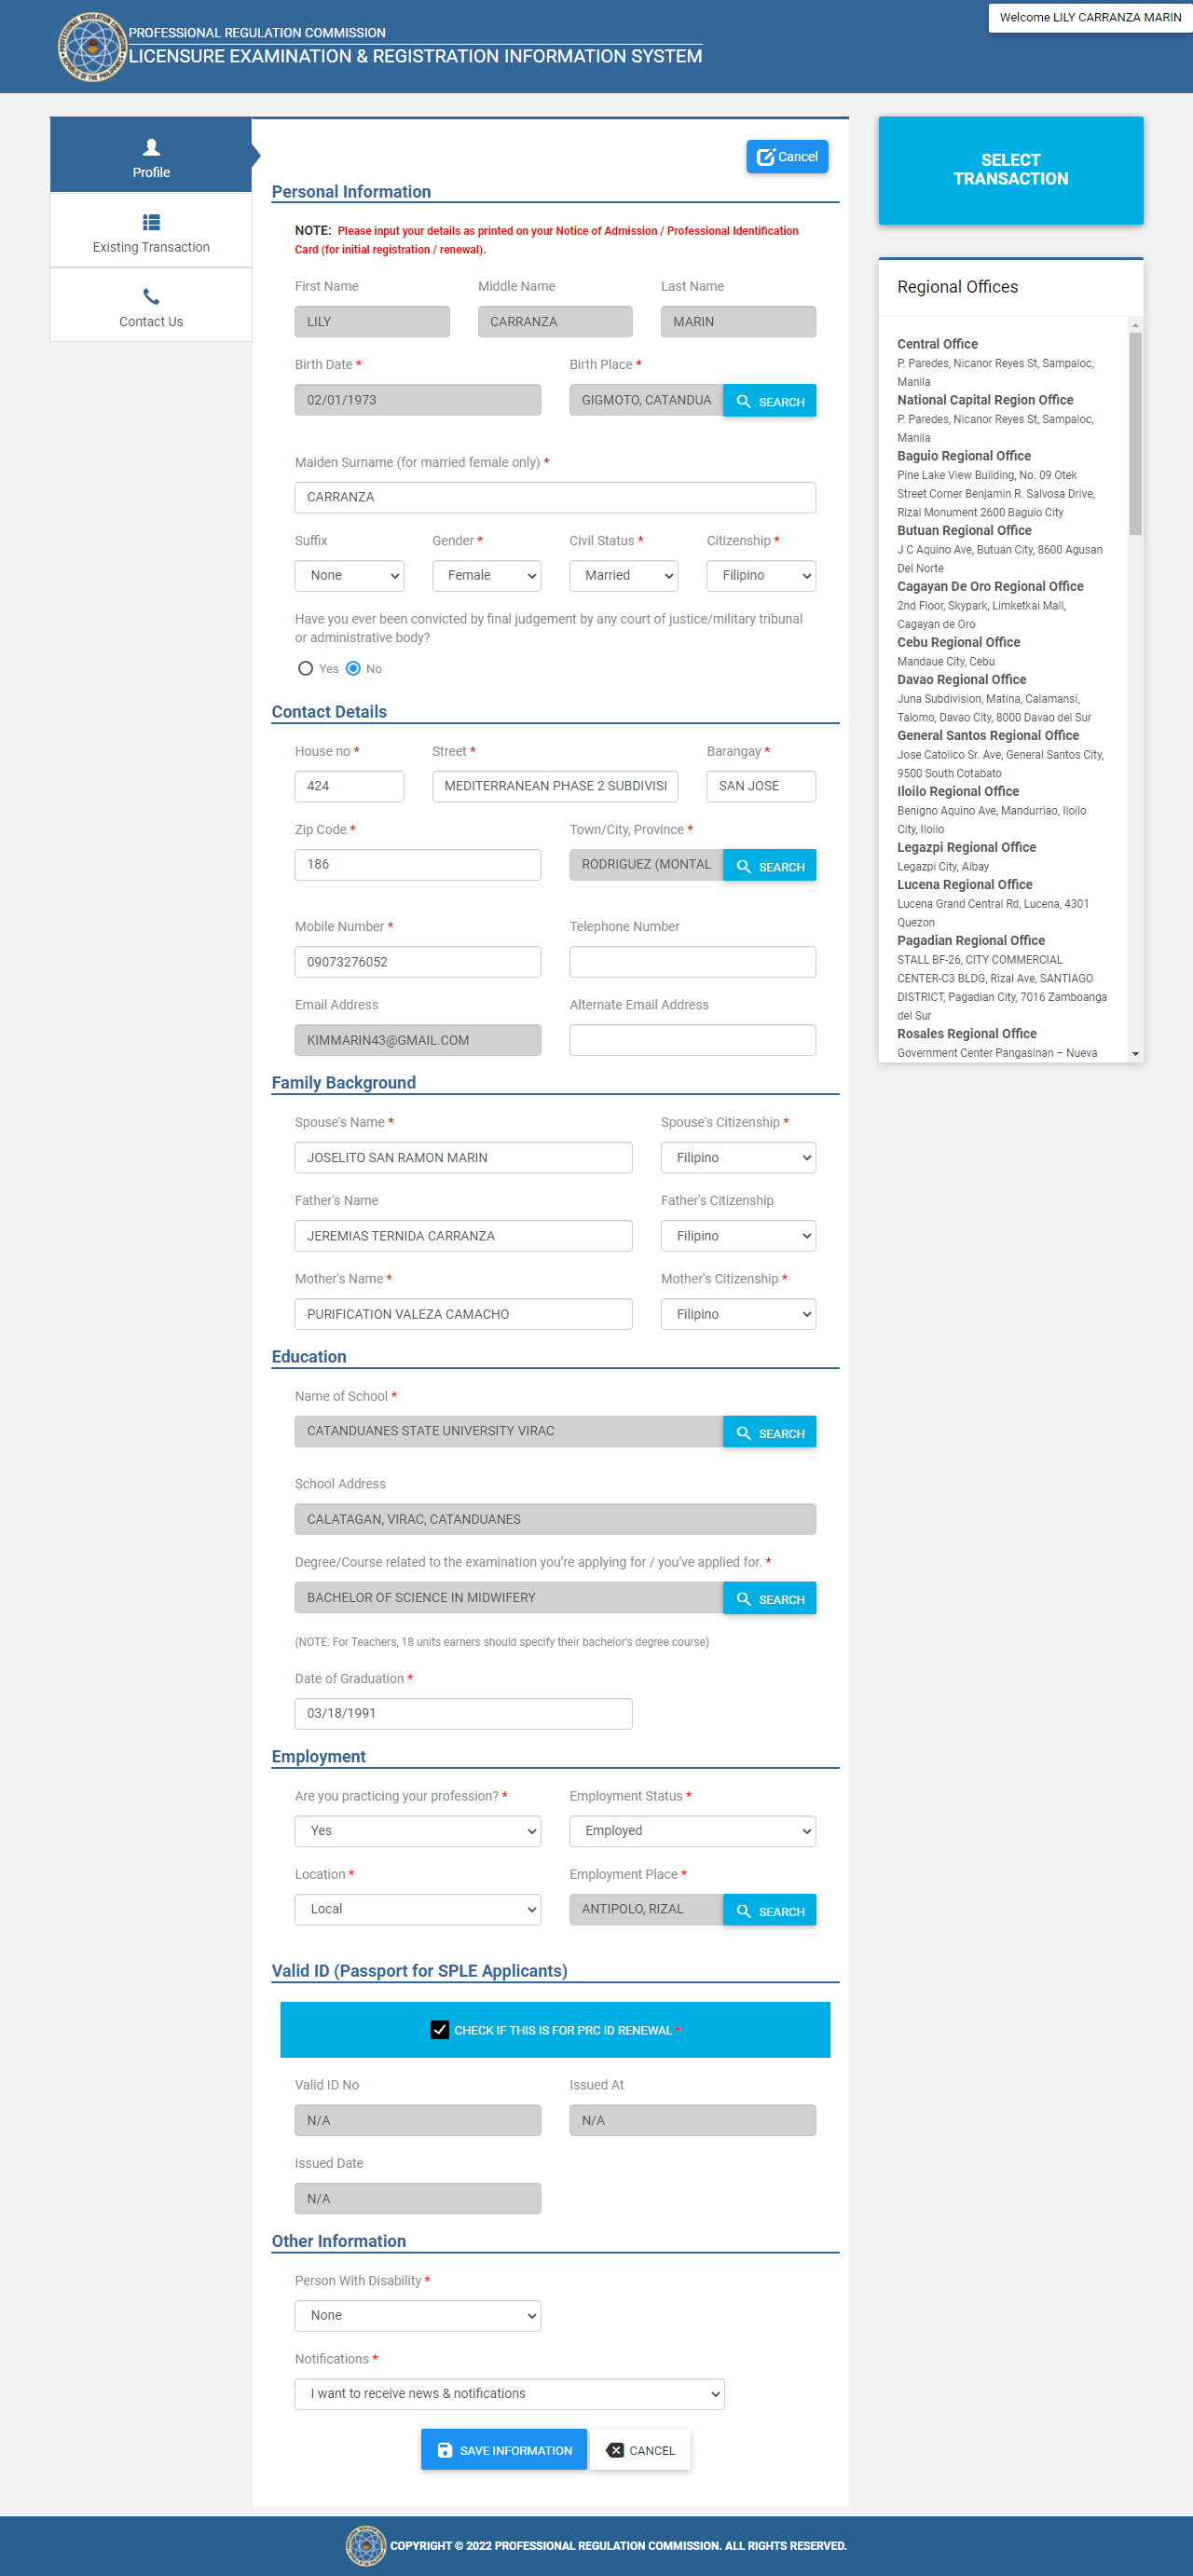 PROFESSIONAL REGULATION COMMISSION
LICENSURE EXAMINATION & REGISTRATION INFORMATION SYSTEM
Welcome LILY CARRANZA MARIN
Profile
Existing Transaction
Contact Us
Cancel
Personal Information
NOTE: Please input your details as printed on your Notice of Admission / Professional Identification
Card (for initial registration / renewal).
First Name Middle Name Last Name
LILY CARRANZA MARIN
Birth Date * Birth Place *
02/01/1973 GIGMOTO, CATANDUA SEARCH
Maiden Surname (for married female only) *
CARRANZA
Suffix Gender * Civil Status * Citizenship *
None Female Married Filipino
Have you ever been convicted by final judgement by any court of justice/military tribunal
or administrative body?
Yes No
Contact Details
House no * Street * Barangay *
424 MEDITERRANEAN PHASE 2 SUBDIVISI SAN JOSE
Zip Code * Town/City, Province *
186 RODRIGUEZ (MONTAL SEARCH
Mobile Number * Telephone Number
09073276052
Email Address Alternate Email Address
KIMMARIN43@GMAIL.COM
Family Background
Spouse's Name * Spouse's Citizenship *
JOSELITO SAN RAMON MARIN Filipino
Father's Name Father's Citizenship
JEREMIAS TERNIDA CARRANZA Filipino
Mother's Name * Mother's Citizenship *
PURIFICATION VALEZA CAMACHO Filipino
Education
Name of School *
CATANDUANES STATE UNIVERSITY VIRAC SEARCH
School Address
CALATAGAN, VIRAC, CATANDUANES
Degree/Course related to the examination you're applying for / you've applied for. *
BACHELOR OF SCIENCE IN MIDWIFERY SEARCH
(NOTE: For Teachers, 18 units earners should specify their bachelor's degree course)
Date of Graduation *
03/18/1991
Employment
Are you practicing your profession? * Employment Status *
Yes Employed
Location * Employment Place *
Local ANTIPOLO, RIZAL SEARCH
Valid ID (Passport for SPLE Applicants)
CHECK IF THIS IS FOR PRC ID RENEWAL *
Valid ID No Issued At
N/A N/A
Issued Date
N/A
Other Information
Person With Disability *
None
Notifications *
I want to receive news & notifications
SAVE INFORMATION CANCEL
SELECT
TRANSACTION
Regional Offices
Central Office
P. Paredes, Nicanor Reyes St, Sampaloc,
Manila
National Capital Region Office
P. Paredes, Nicanor Reyes St, Sampaloc,
Manila
Baguio Regional Office
Pine Lake View Building, No. 09 Otek
Street Corner Benjamin R. Salvosa Drive,
Rizal Monument 2600 Baguio City
Butuan Regional Office
J C Aquino Ave, Butuan City, 8600 Agusan
Del Norte
Cagayan De Oro Regional Office
2nd Floor, Skypark, Limketkai Mall,
Cagayan de Oro
Cebu Regional Office
Mandaue City, Cebu
Davao Regional Office
Juna Subdivision, Matina, Calamansi,
Talomo, Davao City, 8000 Davao del Sur
General Santos Regional Office
Jose Catolico Sr. Ave, General Santos City,
9500 South Cotabato
Iloilo Regional Office
Benigno Aquino Ave, Mandurriao, Iloilo
City, Iloilo
Legazpi Regional Office
Legazpi City, Albay
Lucena Regional Office
Lucena Grand Central Rd, Lucena, 4301
Quezon
Pagadian Regional Office
STALL BF-26, CITY COMMERCIAL
CENTER-C3 BLDG, Rizal Ave, SANTIAGO
DISTRICT, Pagadian City, 7016 Zamboanga
del Sur
Rosales Regional Office
Government Center Pangasinan – Nueva
COPYRIGHT © 2022 PROFESSIONAL REGULATION COMMISSION. ALL RIGHTS RESERVED.